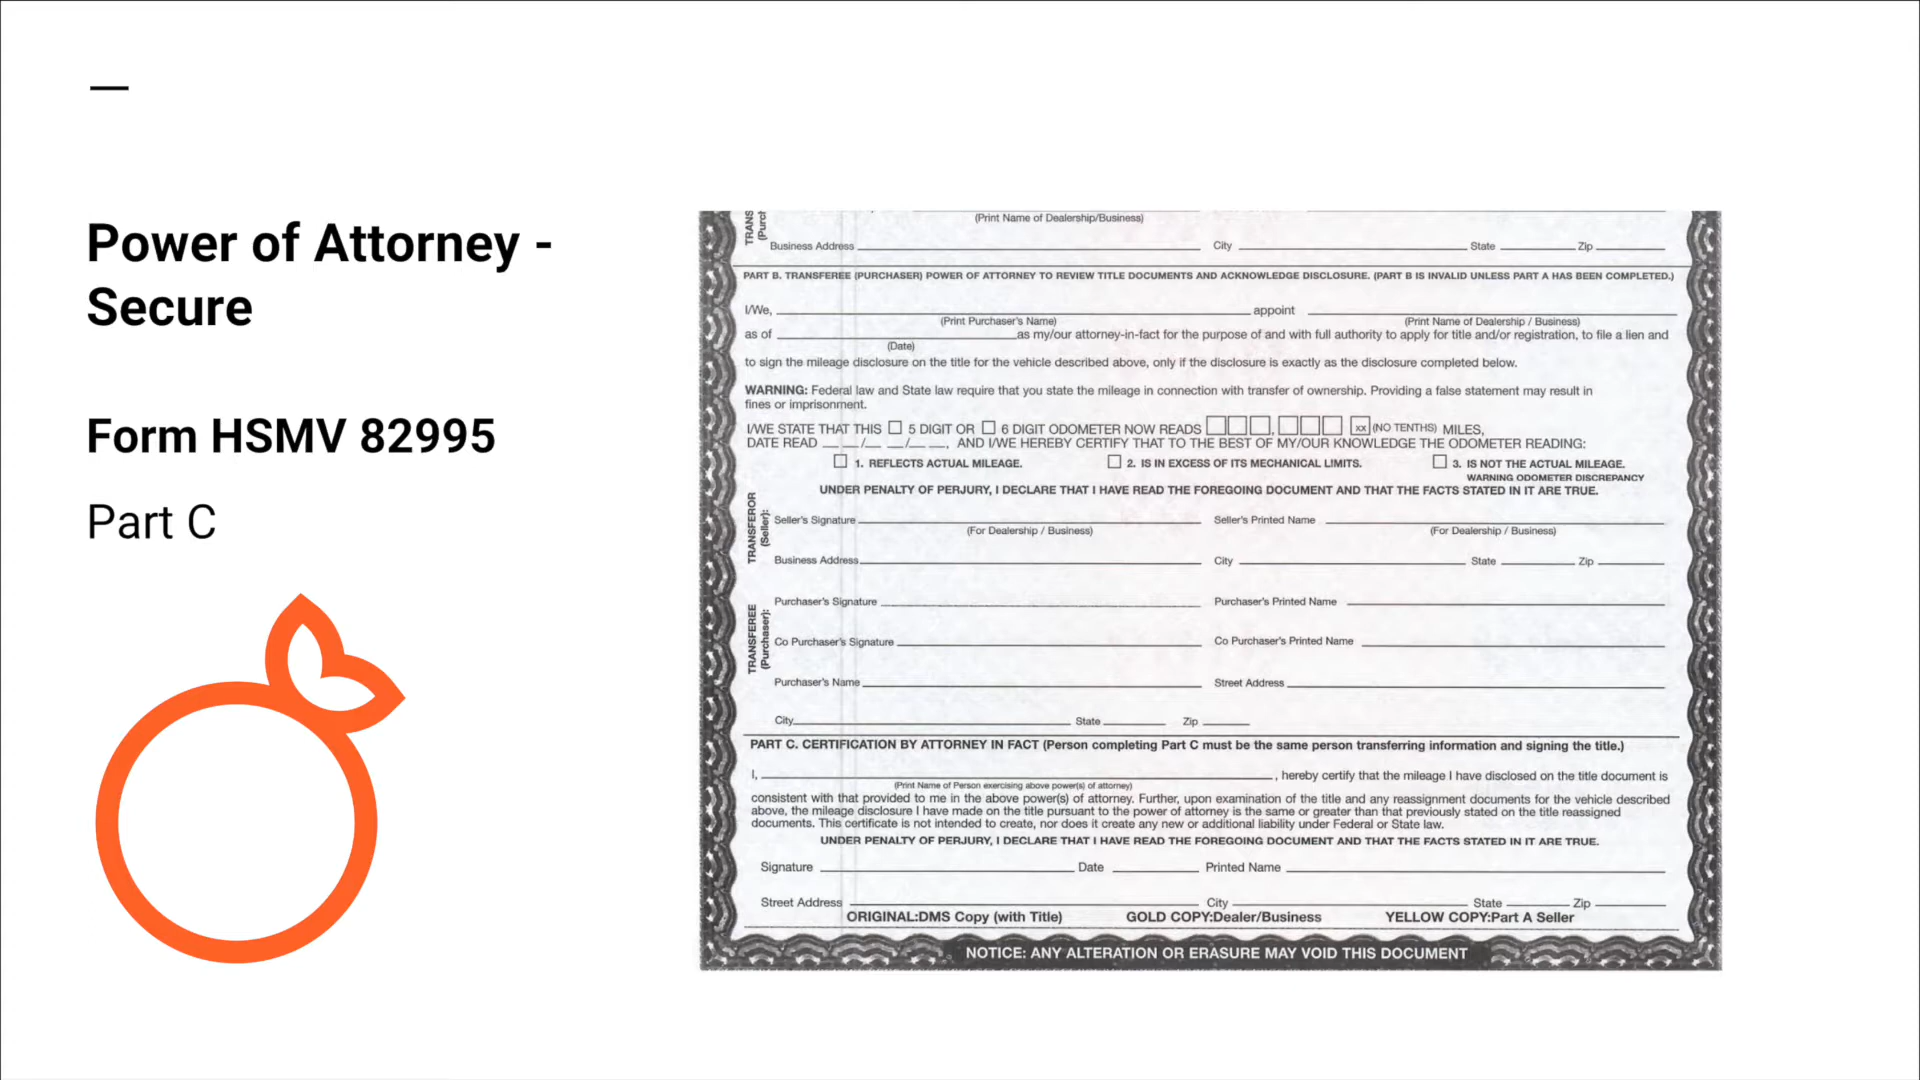 Power of Attorney -
Secure
Form HSMV 82995
Part C
(Print Name of Dealership/Business)
Business Address City State Zip
PART B. TRANSFEREE (PURCHASER) POWER OF ATTORNEY TO REVIEW TITLE DOCUMENTS AND ACKNOWLEDGE DISCLOSURE. (PART B IS INVALID UNLESS PART A HAS BEEN COMPLETED.)
I/We, appoint
(Print Purchaser's Name) (Print Name of Dealership / Business)
as of as my/our attorney-in-fact for the purpose of and with full authority to apply for title and/or registration, to file a lien and
(Date)
to sign the mileage disclosure on the title for the vehicle described above, only if the disclosure is exactly as the disclosure completed below.
WARNING: Federal law and State law require that you state the mileage in connection with transfer of ownership. Providing a false statement may result in
fines or imprisonment.
I/WE STATE THAT THIS 5 DIGIT OR 6 DIGIT ODOMETER NOW READS , xx (NO TENTHS) MILES,
DATE READ / / , AND I/WE HEREBY CERTIFY THAT TO THE BEST OF MY/OUR KNOWLEDGE THE ODOMETER READING:
1. REFLECTS ACTUAL MILEAGE. 2. IS IN EXCESS OF ITS MECHANICAL LIMITS. 3. IS NOT THE ACTUAL MILEAGE.
WARNING ODOMETER DISCREPANCY
UNDER PENALTY OF PERJURY, I DECLARE THAT I HAVE READ THE FOREGOING DOCUMENT AND THAT THE FACTS STATED IN IT ARE TRUE.
TRANSFEROR
(Seller):
Seller's Signature Seller's Printed Name
(For Dealership / Business) (For Dealership / Business)
Business Address City State Zip
TRANSFEREE
(Purchaser):
Purchaser's Signature Purchaser's Printed Name
Co Purchaser's Signature Co Purchaser's Printed Name
Purchaser's Name Street Address
City State Zip
PART C. CERTIFICATION BY ATTORNEY IN FACT (Person completing Part C must be the same person transferring information and signing the title.)
I, , hereby certify that the mileage I have disclosed on the title document is
(Print Name of Person exercising above power(s) of attorney)
consistent with that provided to me in the above power(s) of attorney. Further, upon examination of the title and any reassignment documents for the vehicle described
above, the mileage disclosure I have made on the title pursuant to the power of attorney is the same or greater than that previously stated on the title reassigned
documents. This certificate is not intended to create, nor does it create any new or additional liability under Federal or State law.
UNDER PENALTY OF PERJURY, I DECLARE THAT I HAVE READ THE FOREGOING DOCUMENT AND THAT THE FACTS STATED IN IT ARE TRUE.
Signature Date Printed Name
Street Address City State Zip
ORIGINAL:DMS Copy (with Title) GOLD COPY:Dealer/Business YELLOW COPY:Part A Seller
NOTICE: ANY ALTERATION OR ERASURE MAY VOID THIS DOCUMENT